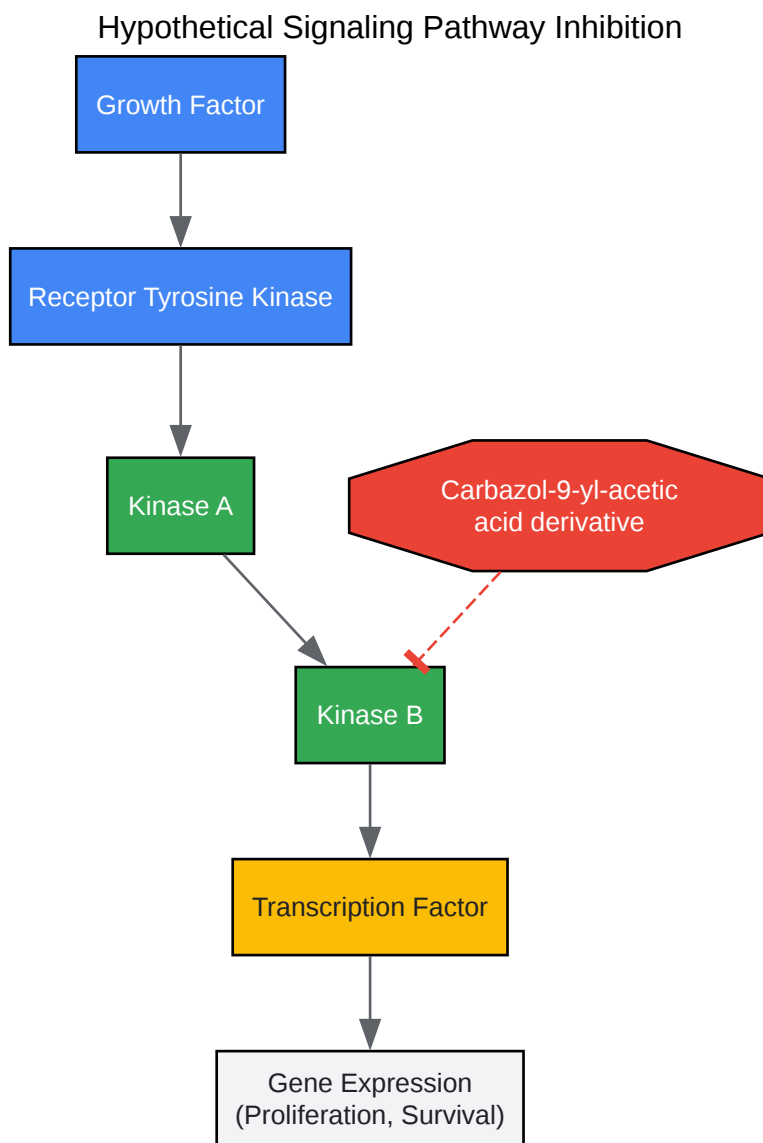 Hypothetical Signaling Pathway Inhibition
Growth Factor
Receptor Tyrosine Kinase
Kinase A
Carbazol-9-yl-acetic
acid derivative
Kinase B
Transcription Factor
Gene Expression
(Proliferation, Survival)